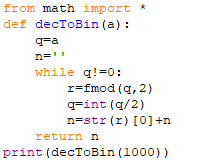 from math import *
def decToBin(a):
    q=a
    n=''
    while q!=0:
        r=fmod(q,2)
        q=int(q/2)
        n=str(r)[0]+n
    return n
print(decToBin(1000))